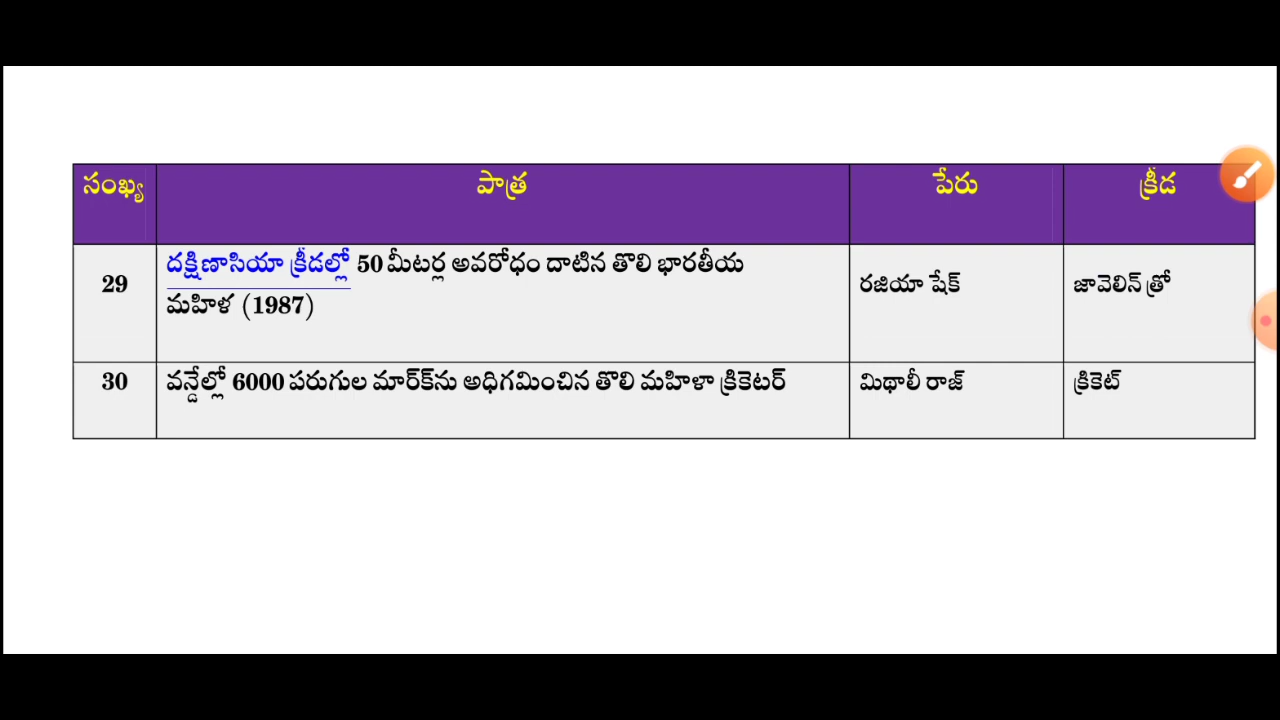 సంఖ్య పాత్ర పేరు క్రీడ
29 దక్షిణాసియా క్రీడల్లో 50 మీటర్ల అవరోధం దాటిన తొలి భారతీయ రజియా షేక్ జావెలిన్ త్రో
మహిళ (1987)
30 వన్డేల్లో 6000 పరుగుల మార్‌క్‌ను అధిగమించిన తొలి మహిళా క్రికెటర్ మిథాలీ రాజ్ క్రికెట్